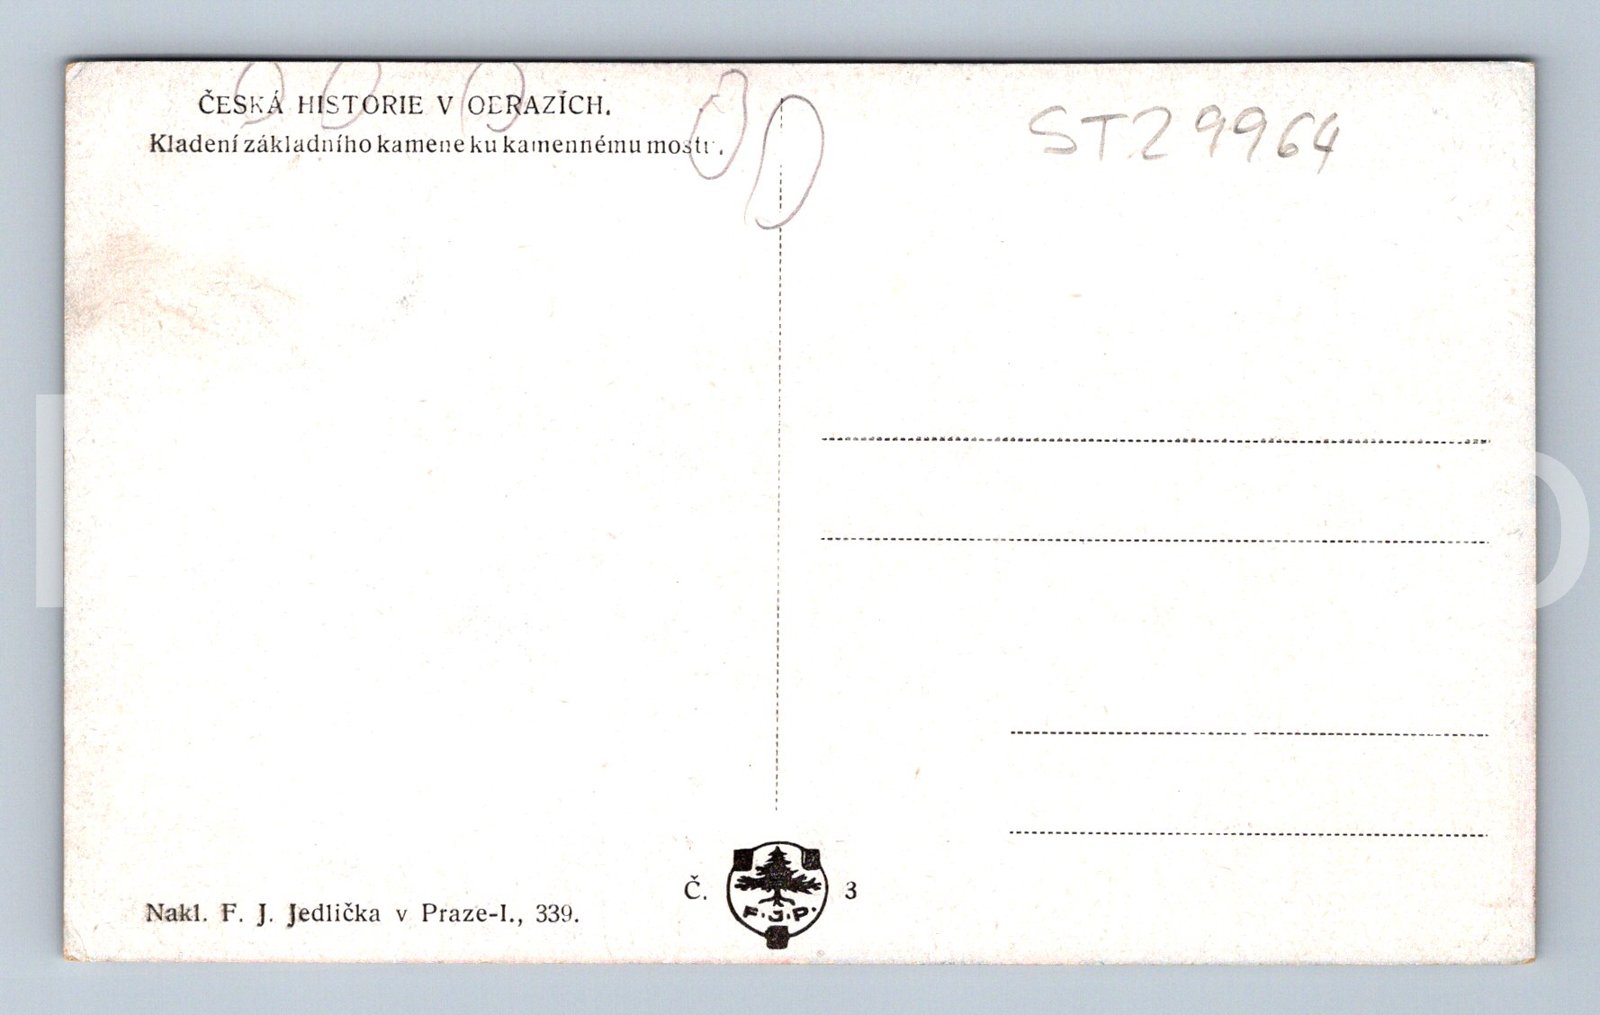 ČESKÁ HISTORIE V OBRAZÍCH.
Kladení základního kamene ku kamennému mostu.
ST29964
Č. 3
F.J.P.
Nakl. F. J. Jedlička v Praze-I., 339.